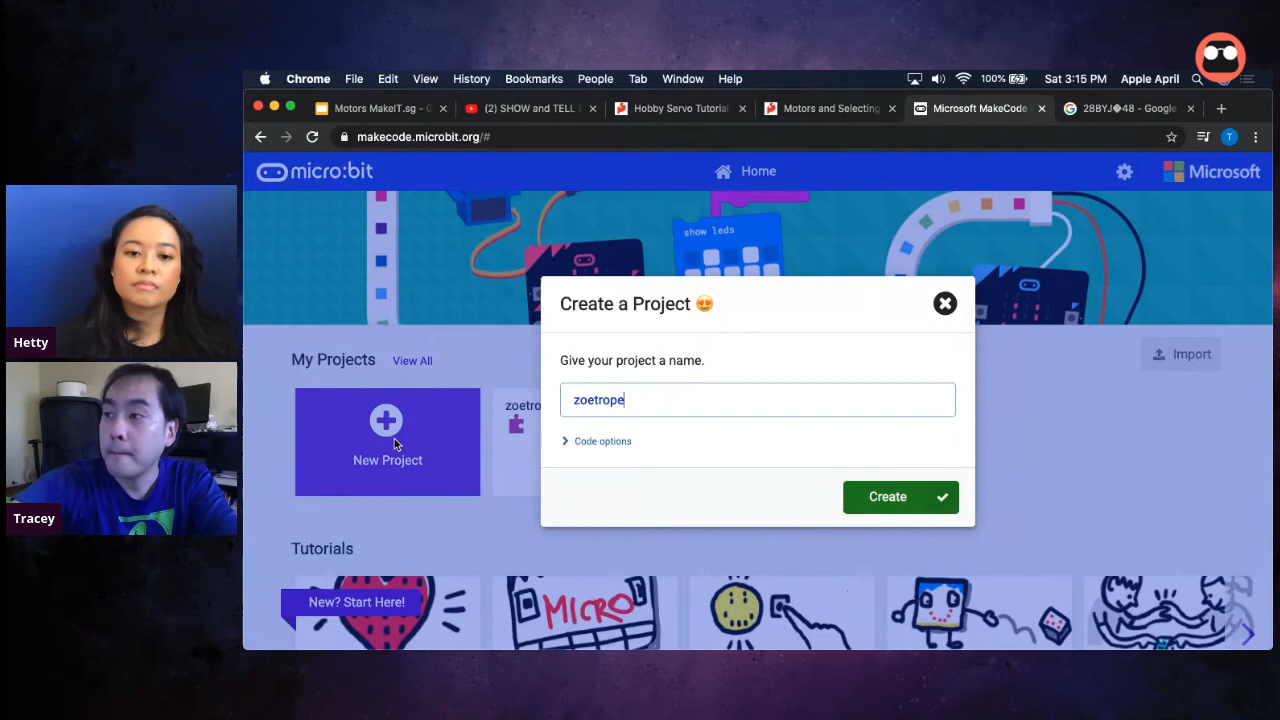 Chrome File Edit View History Bookmarks People Tab Window Help 100% Sat 3:15 PM Apple April
Motors MakeIT.sg - G
(2) SHOW and TELL S
Hobby Servo Tutorial
Motors and Selecting
Microsoft MakeCode
28BYJ�48 - Google
makecode.microbit.org/#
T
micro:bit
Home
Microsoft
show leds
Create a Project
Give your project a name.
zoetrope
Code options
Create
My Projects View All
Import
New Project
zoetro
Tutorials
New? Start Here!
MICRO
Hetty
Tracey